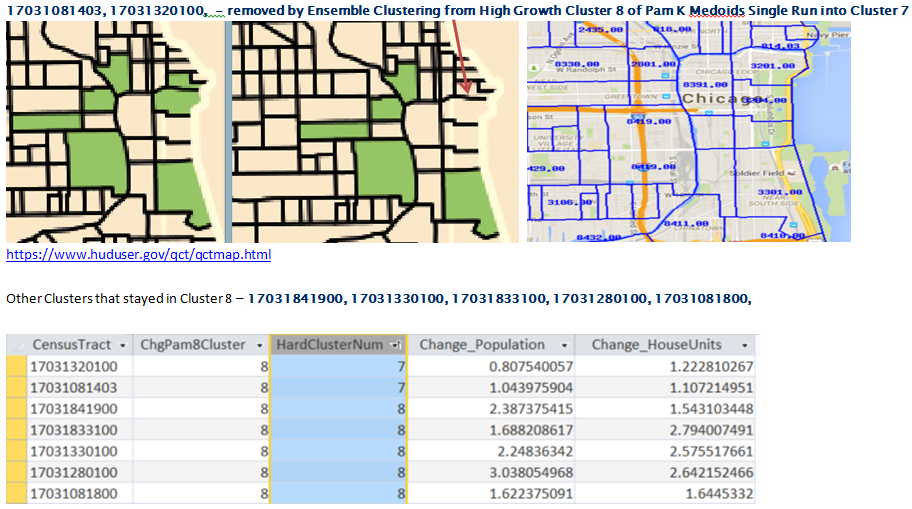 17031081403, 17031320100, – removed by Ensemble Clustering from High Growth Cluster 8 of Pam K Medoids Single Run into Cluster 7
2435.00
818.00
Navy Pier
814.03
8330.00
2801.00
3201.00
W Randolph St
CHICAGO LOOP
8391.00
GREEKTOWN
Chicago
8419.00
UNIVERSITY
VILLAGE
429.00
8419.00
Soldier Field
3301.00
NEAR
SOUTH SIDE
3106.00
8411.00
CHINATOWN
8432.00
8410.00
https://www.huduser.gov/qct/qctmap.html
Other Clusters that stayed in Cluster 8 – 17031841900, 17031330100, 17031833100, 17031280100, 17031081800,
CensusTract ChgPam8Cluster HardClusterNum Change_Population Change_HouseUnits
17031320100 8 7 0.807540057 1.222810267
17031081403 8 7 1.043975904 1.107214951
17031841900 8 8 2.387375415 1.543103448
17031833100 8 8 1.688208617 2.794007491
17031330100 8 8 2.24836342 2.575517661
17031280100 8 8 3.038054968 2.642152466
17031081800 8 8 1.622375091 1.6445332